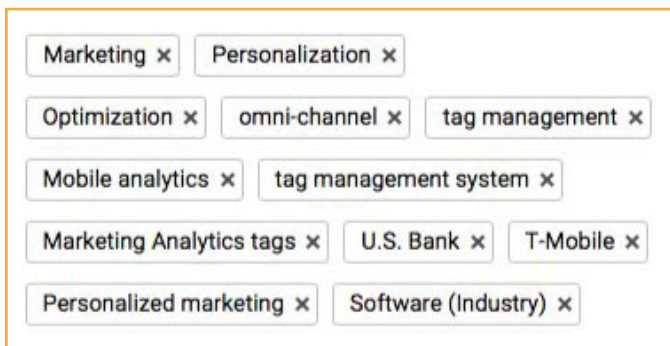 Marketing × Personalization ×
Optimization × omni-channel × tag management ×
Mobile analytics × tag management system ×
Marketing Analytics tags × U.S. Bank × T-Mobile ×
Personalized marketing × Software (Industry) ×